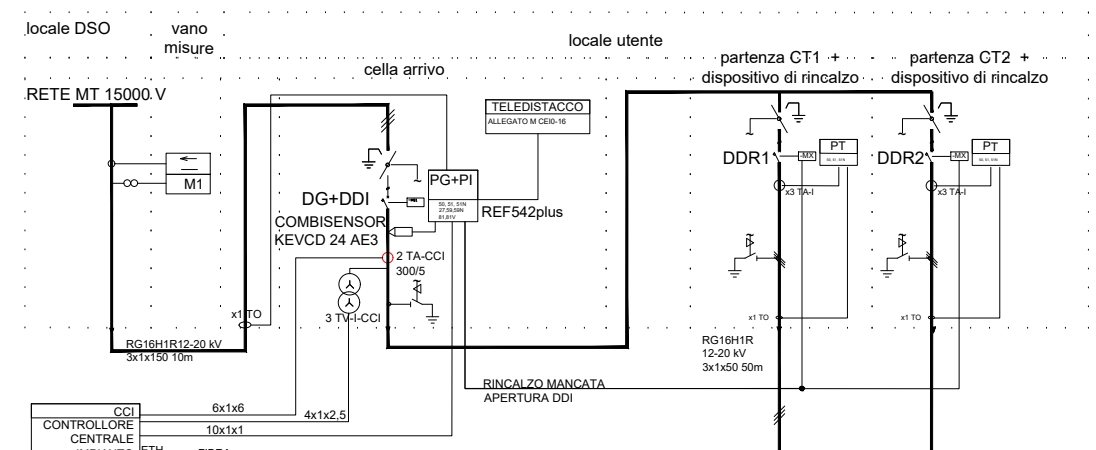 locale DSO
vano
misure
locale utente
cella arrivo
partenza CT1 +
dispositivo di rincalzo
partenza CT2 +
dispositivo di rincalzo
RETE MT 15000 V
TELEDISTACCO
ALLEGATO M CEI0-16
M1
PG+PI
50, 51, 51N
27,59,59N
81,81V
REF542plus
DG+DDI
COMBISENSOR
KEVCD 24 AE3
DDR1
-MX
PT
50, 51, 51N
x3 TA-I
DDR2
-MX
PT
50, 51, 51N
x3 TA-I
2 TA-CCI
300/5
3 TV-I-CCI
x1 TO
x1 TO
x1 TO
RG16H1R12-20 kV
3x1x150 10m
RG16H1R
12-20 kV
3x1x50 50m
RINCALZO MANCATA
APERTURA DDI
CCI
CONTROLLORE
CENTRALE
6x1x6
4x1x2,5
10x1x1
ETH